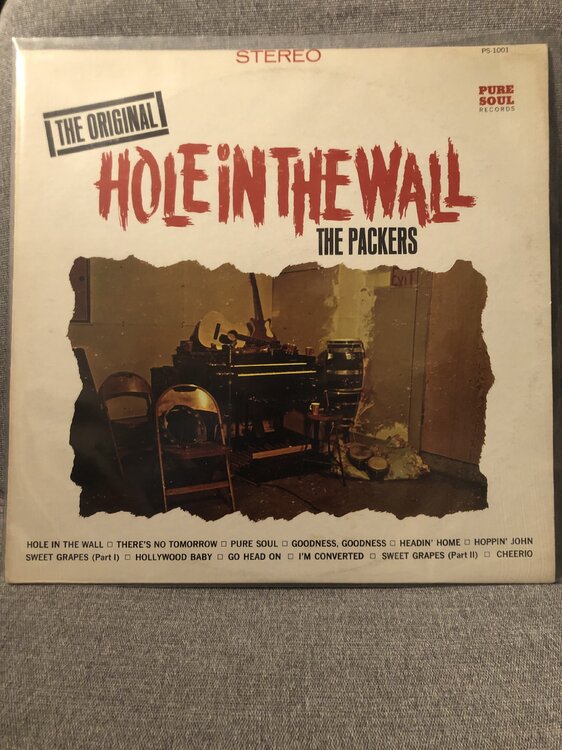 STEREO
PS-1001
PURE
SOUL
RECORDS
THE ORIGINAL
HOLE IN THE WALL
THE PACKERS
EXIT
HOLE IN THE WALL □ THERE'S NO TOMORROW □ PURE SOUL □ GOODNESS, GOODNESS □ HEADIN' HOME □ HOPPIN' JOHN
SWEET GRAPES (Part I) □ HOLLYWOOD BABY □ GO HEAD ON □ I'M CONVERTED □ SWEET GRAPES (Part II) □ CHEERIO